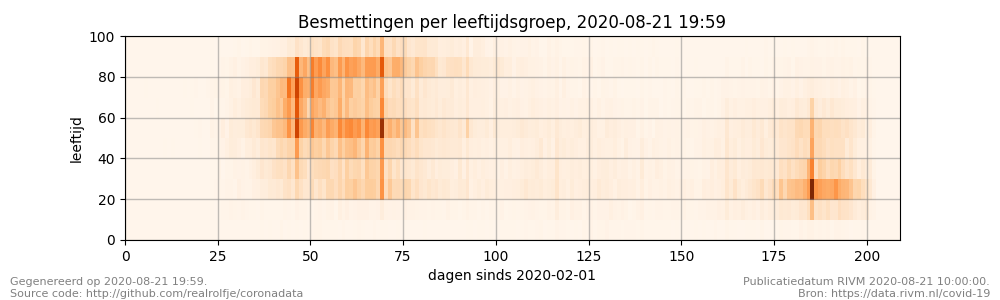 Besmettingen per leeftijdsgroep, 2020-08-21 19:59
100
80
60
40
20
0
leeftijd
0 25 50 75 100 125 150 175 200
dagen sinds 2020-02-01
Gegenereerd op 2020-08-21 19:59.
Source code: http://github.com/realrolfje/coronadata
Publicatiedatum RIVM 2020-08-21 10:00:00.
Bron: https://data.rivm.nl/covid-19